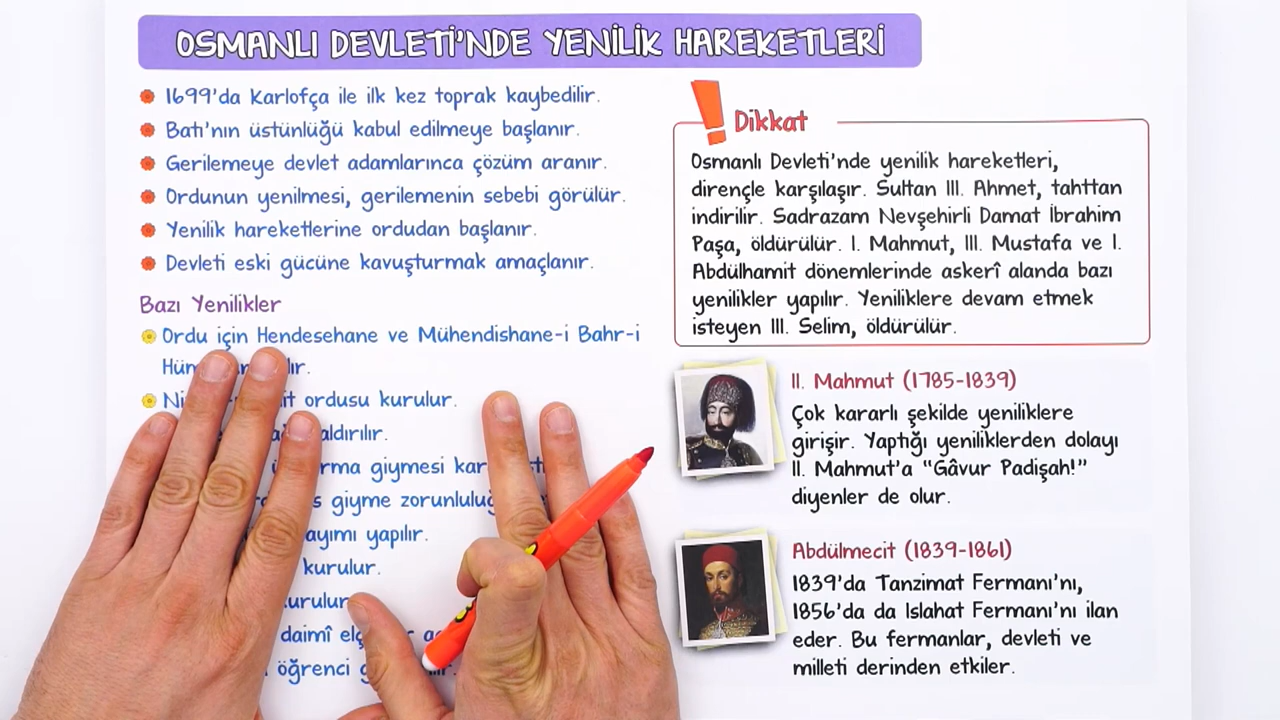 OSMANLI DEVLETİ'NDE YENİLİK HAREKETLERİ
1699'da Karlofça ile ilk kez toprak kaybedilir.
Batı'nın üstünlüğü kabul edilmeye başlanır.
Gerilemeye devlet adamlarınca çözüm aranır.
Ordunun yenilmesi, gerilemenin sebebi görülür.
Yenilik hareketlerine ordudan başlanır.
Devleti eski gücüne kavuşturmak amaçlanır.
Bazı Yenilikler
Ordu için Hendesehane ve Mühendishane-i Bahr-i
ordusu kurulur.
giymesi
giyme
yapılır.
kurulur.
daimî
öğrenci
Dikkat
Osmanlı Devleti'nde yenilik hareketleri,
dirençle karşılaşır. Sultan III. Ahmet, tahttan
indirilir. Sadrazam Nevşehirli Damat İbrahim
Paşa, öldürülür. I. Mahmut, III. Mustafa ve I.
Abdülhamit dönemlerinde askerî alanda bazı
yenilikler yapılır. Yeniliklere devam etmek
isteyen III. Selim, öldürülür.
II. Mahmut (1785-1839)
Çok kararlı şekilde yeniliklere
girişir. Yaptığı yeniliklerden dolayı
II. Mahmut'a "Gâvur Padişah!"
diyenler de olur.
Abdülmecit (1839-1861)
1839'da Tanzimat Fermanı'nı,
1856'da da Islahat Fermanı'nı ilan
eder. Bu fermanlar, devleti ve
milleti derinden etkiler.